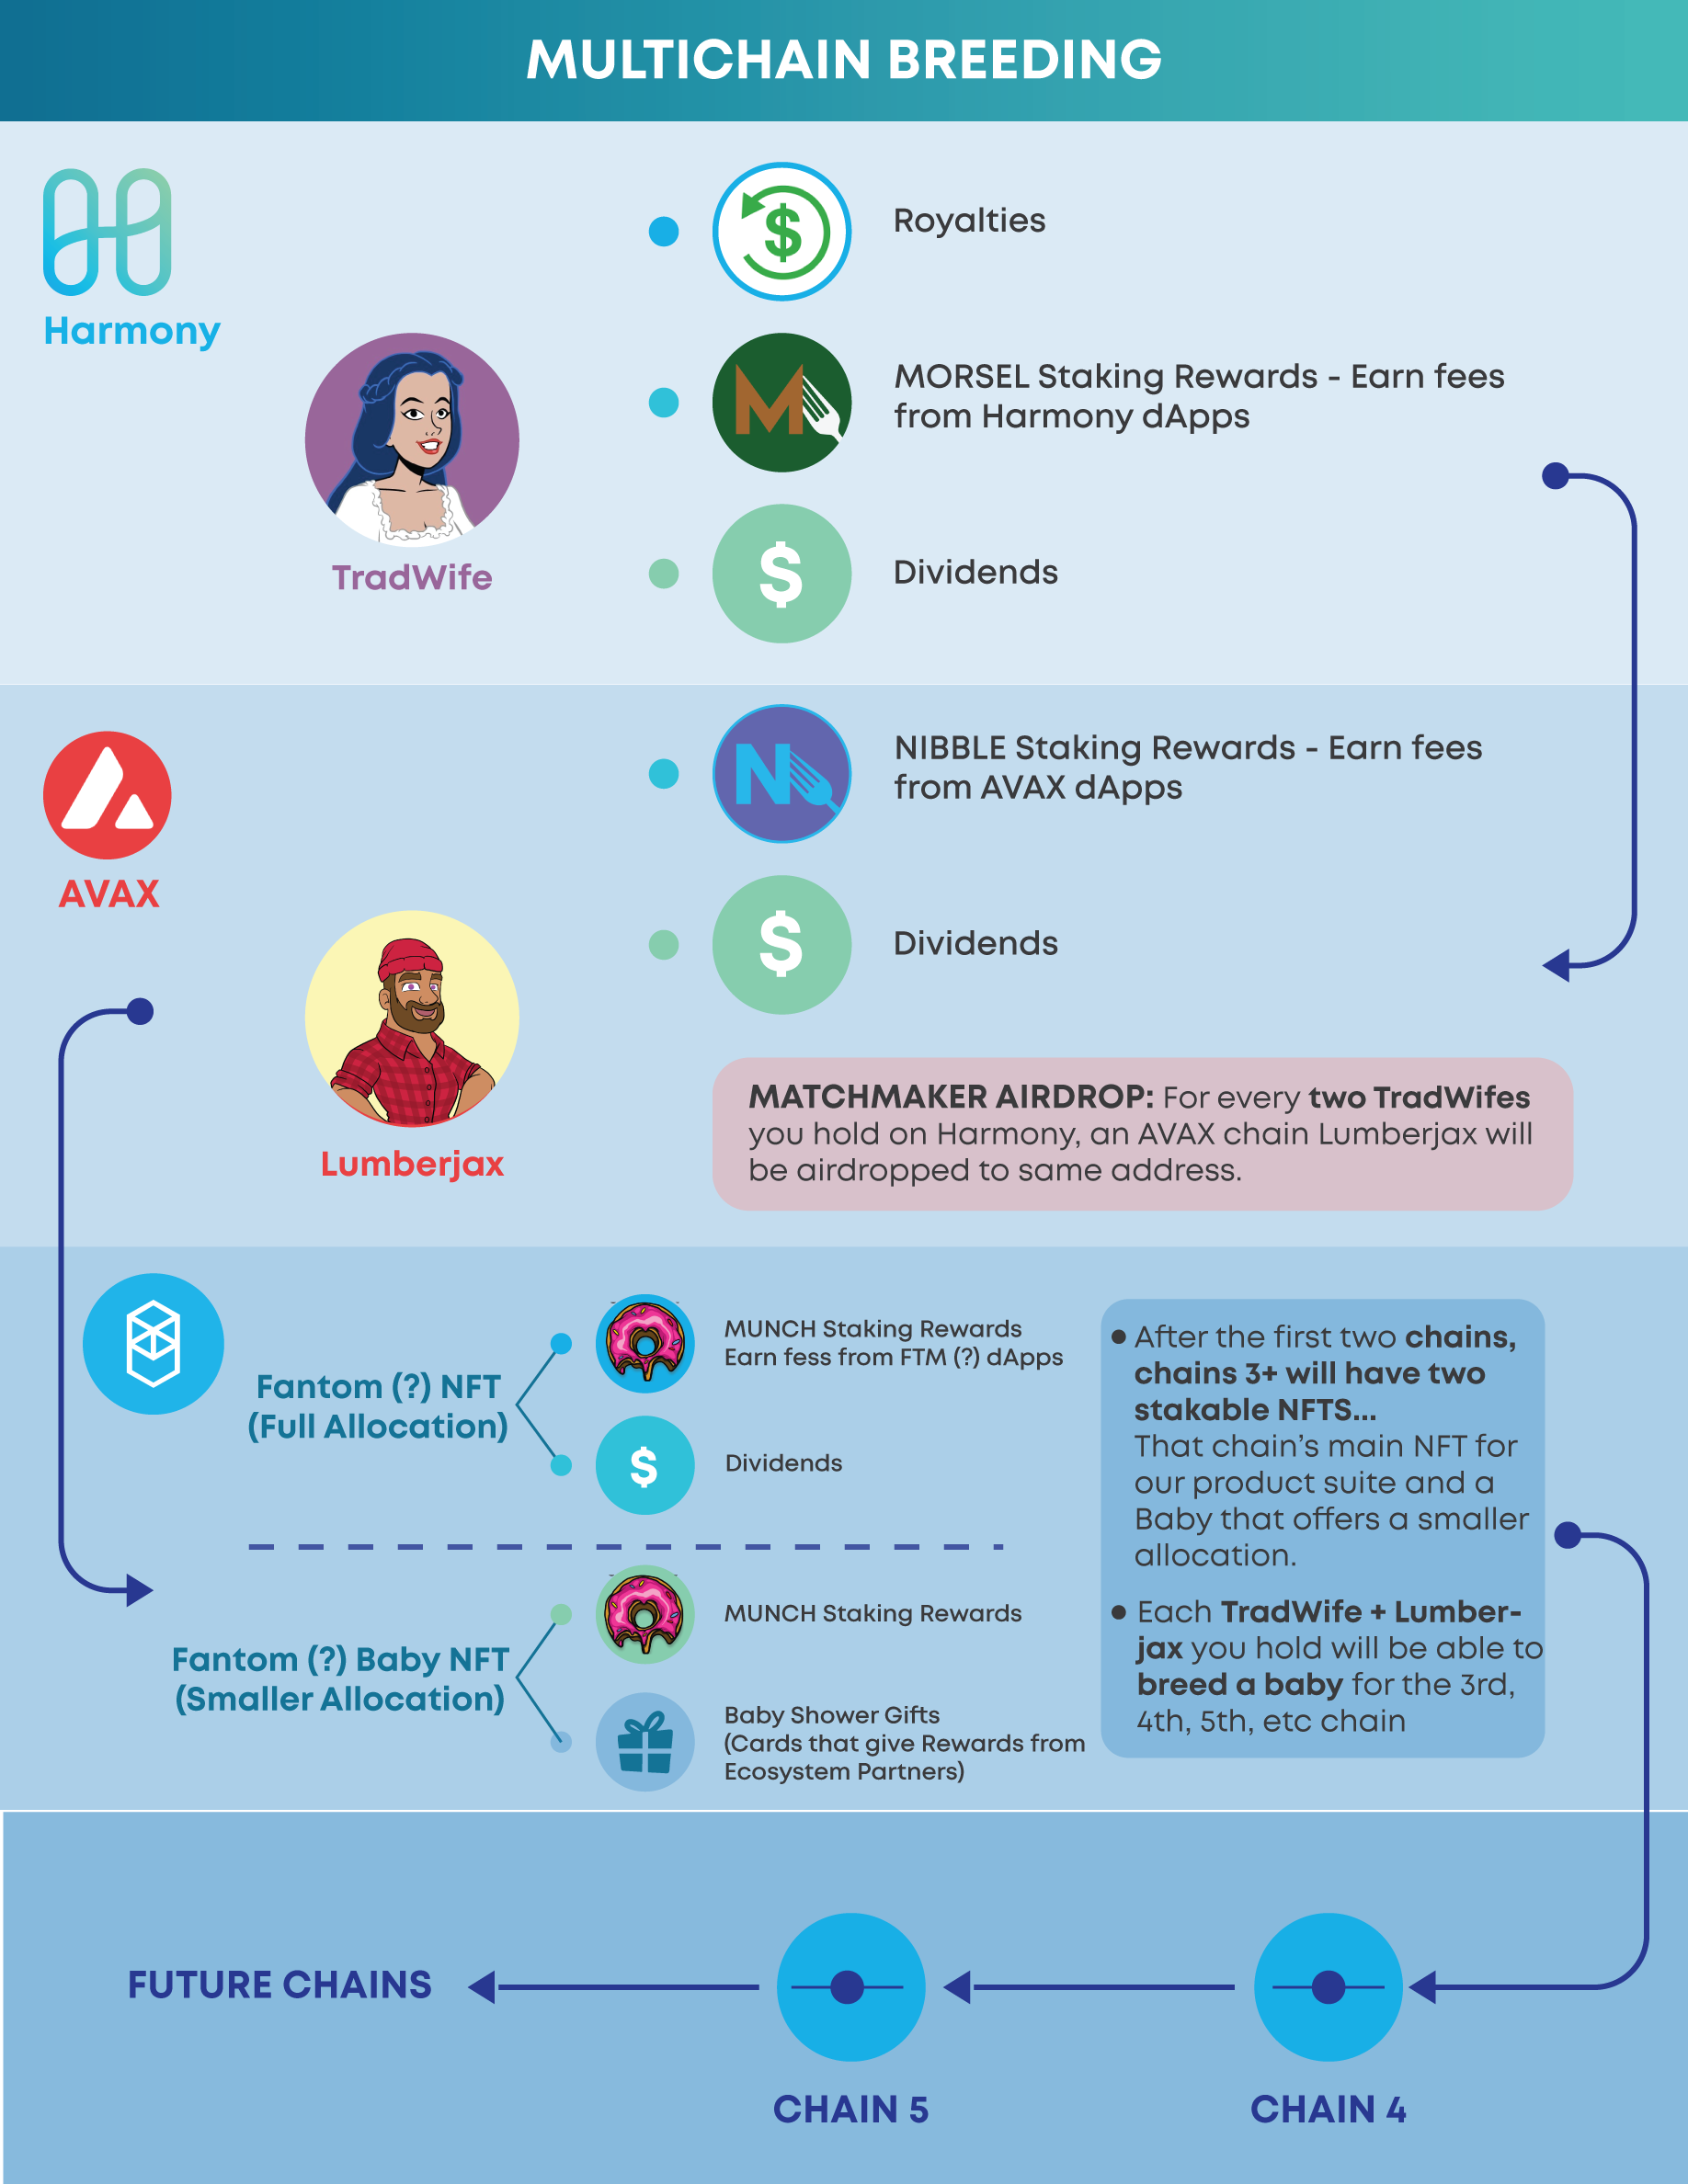 MULTICHAIN BREEDING
Harmony
TradWife
Royalties
MORSEL Staking Rewards - Earn fees
from Harmony dApps
Dividends
AVAX
Lumberjax
NIBBLE Staking Rewards - Earn fees
from AVAX dApps
Dividends
MATCHMAKER AIRDROP: For every two TradWifes
you hold on Harmony, an AVAX chain Lumberjax will
be airdropped to same address.
Fantom (?) NFT
(Full Allocation)
MUNCH Staking Rewards
Earn fess from FTM (?) dApps
Dividends
Fantom (?) Baby NFT
(Smaller Allocation)
MUNCH Staking Rewards
Baby Shower Gifts
(Cards that give Rewards from
Ecosystem Partners)
• After the first two chains,
chains 3+ will have two
stakable NFTS...
That chain's main NFT for
our product suite and a
Baby that offers a smaller
allocation.
• Each TradWife + Lumber-
jax you hold will be able to
breed a baby for the 3rd,
4th, 5th, etc chain
FUTURE CHAINS
CHAIN 5
CHAIN 4